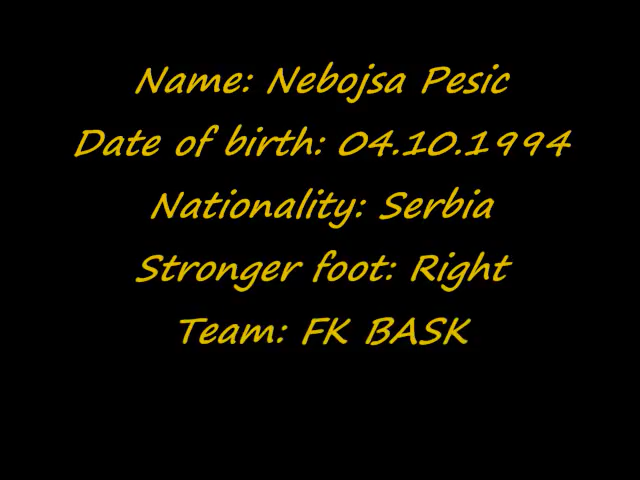 Name: Nebojsa Pesic
Date of birth: 04.10.1994
Nationality: Serbia
Stronger foot: Right
Team: FK BASK